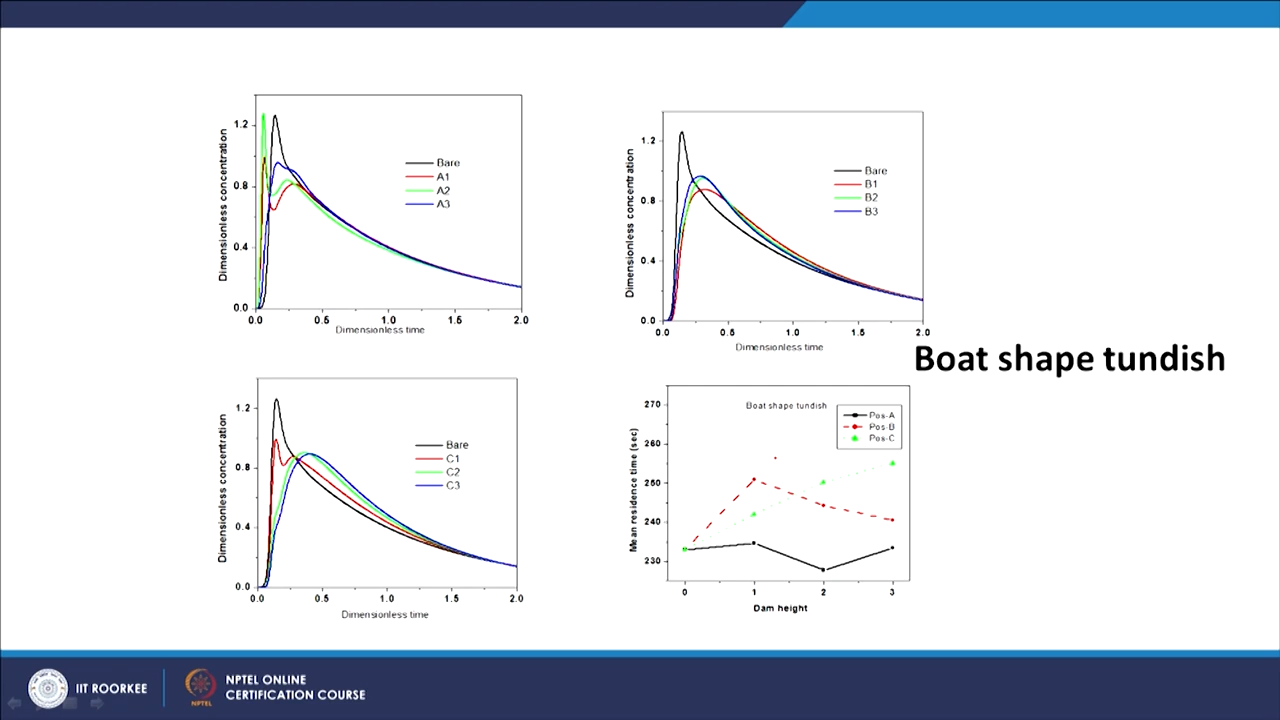 Dimensionless concentration
1.2
0.8
0.4
0.0
Bare
A1
A2
A3
0.0 0.5 1.0 1.5 2.0
Dimensionless time
Dimensionless concentration
1.2
0.8
0.4
0.0
Bare
B1
B2
B3
0.0 0.5 1.0 1.5 2.0
Dimensionless time
Boat shape tundish
Dimensionless concentration
1.2
0.8
0.4
0.0
Bare
C1
C2
C3
0.0 0.5 1.0 1.5 2.0
Dimensionless time
Mean residence time (sec)
270
260
260
240
230
Boat shape tundish
Pos-A
Pos-B
Pos-C
0 1 2 3
Dam height
IIT ROORKEE
NPTEL
NPTEL ONLINE
CERTIFICATION COURSE